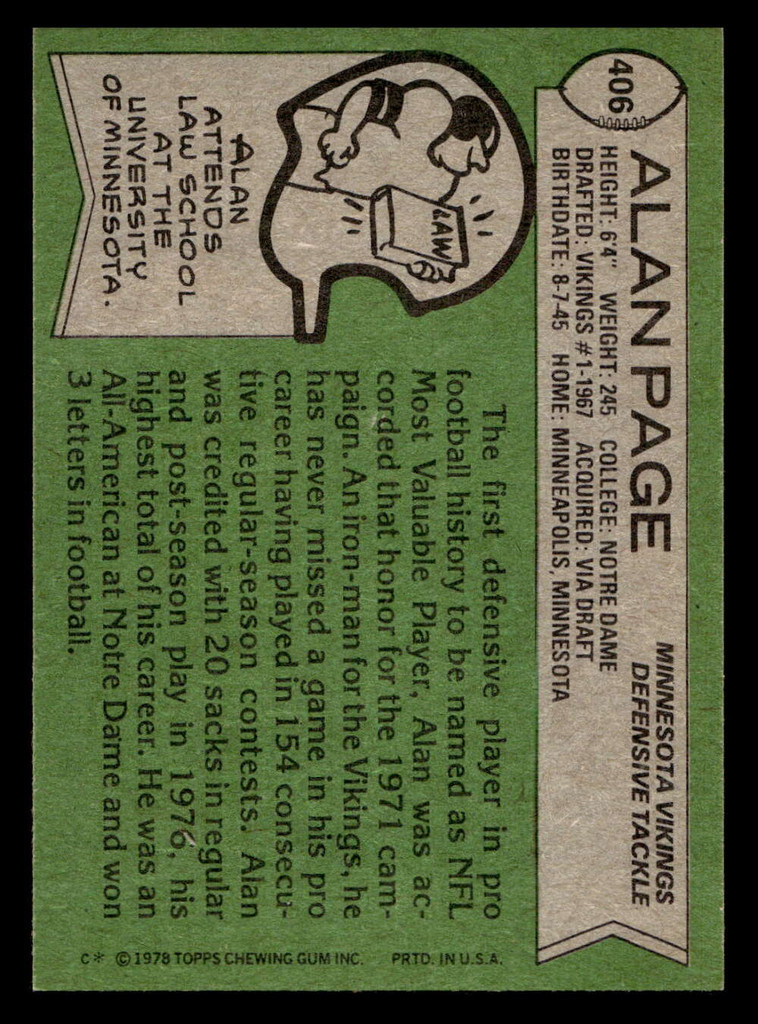 406
ALAN PAGE
MINNESOTA VIKINGS
DEFENSIVE TACKLE
HEIGHT: 6'4" WEIGHT: 245 COLLEGE: NOTRE DAME
DRAFTED: VIKINGS #1-1967 ACQUIRED: VIA DRAFT
BIRTHDATE: 8-7-45 HOME: MINNEAPOLIS, MINNESOTA
LAW
ALAN
ATTENDS
LAW SCHOOL
AT THE
UNIVERSITY
OF MINNESOTA.
The first defensive player in pro
football history to be named as NFL
Most Valuable Player, Alan was ac-
corded that honor for the 1971 cam-
paign. An iron-man for the Vikings, he
has never missed a game in his pro
career having played in 154 consecu-
tive regular-season contests. Alan
was credited with 20 sacks in regular
and post-season play in 1976, his
highest total of his career. He was an
All-American at Notre Dame and won
3 letters in football.
C* © 1978 TOPPS CHEWING GUM INC. PRTD. IN U.S.A.